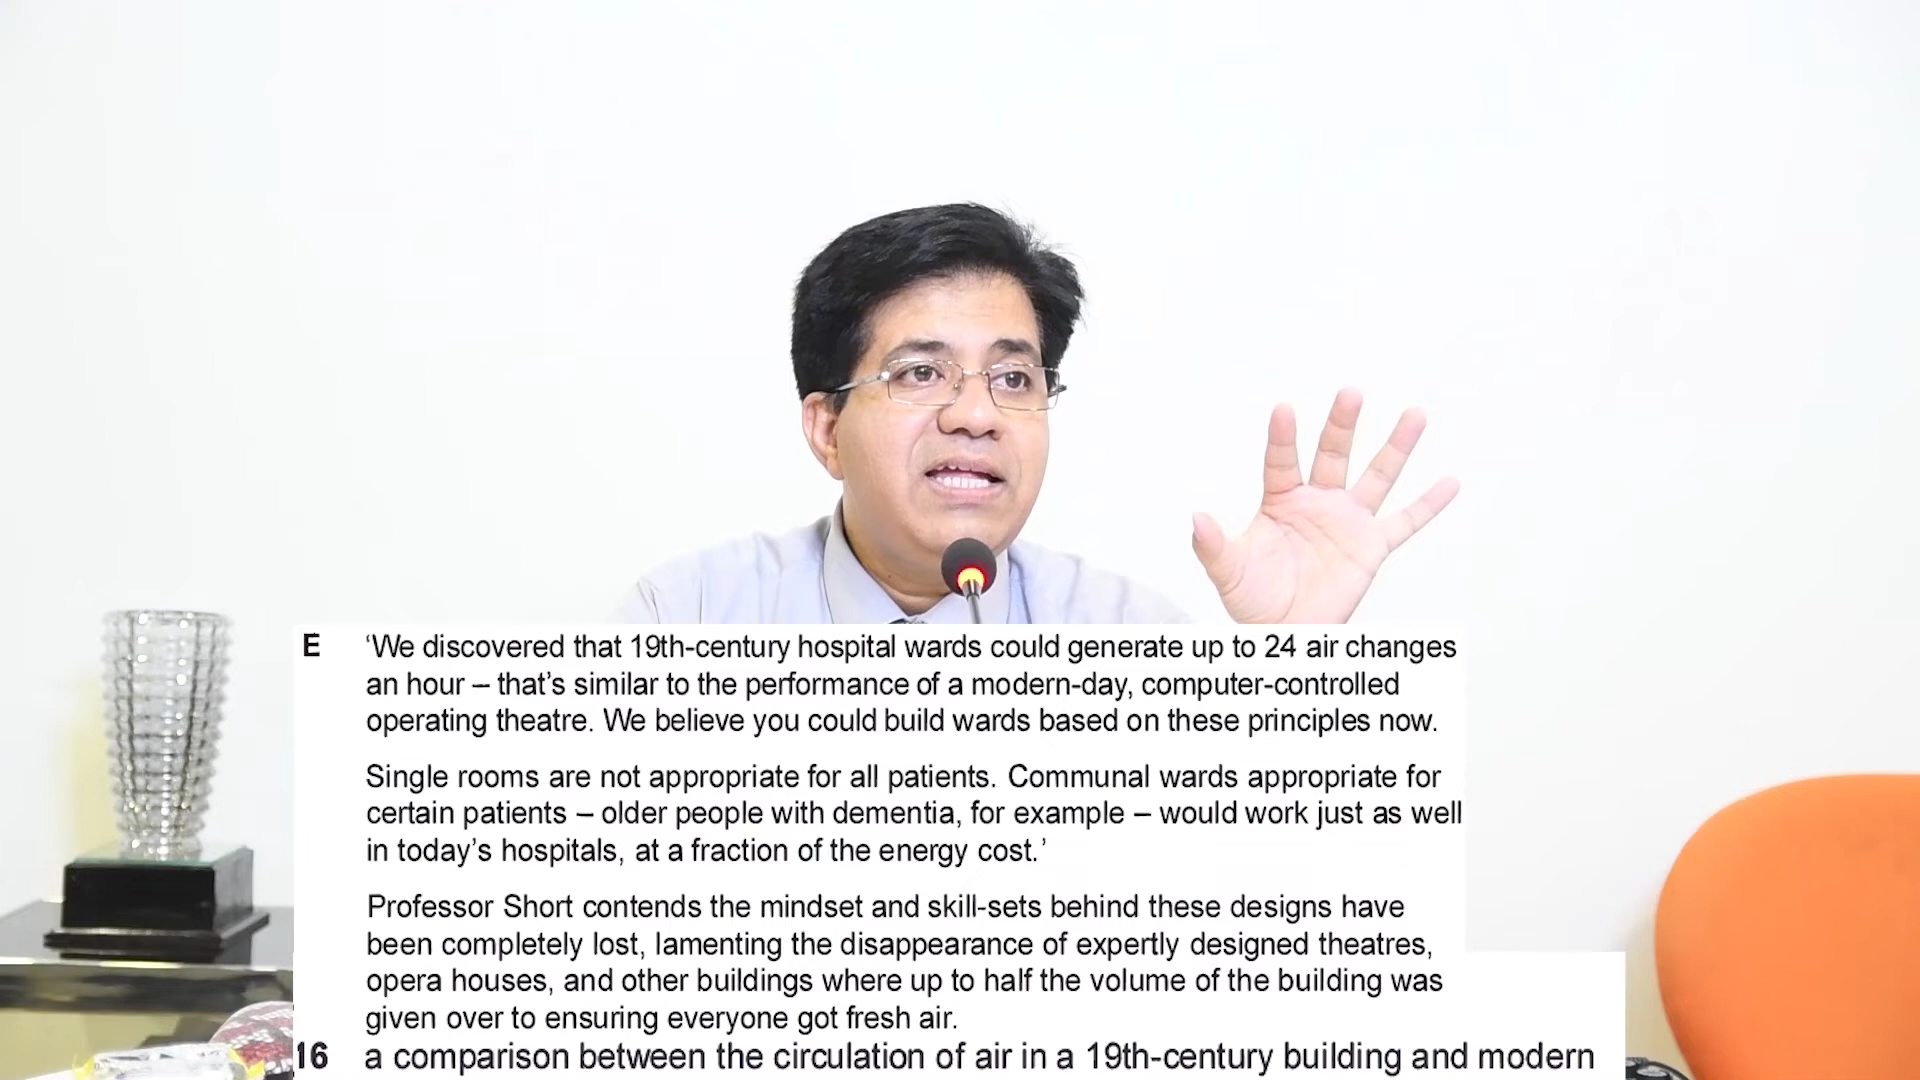 E ‘We discovered that 19th-century hospital wards could generate up to 24 air changes
an hour – that’s similar to the performance of a modern-day, computer-controlled
operating theatre. We believe you could build wards based on these principles now.
Single rooms are not appropriate for all patients. Communal wards appropriate for
certain patients – older people with dementia, for example – would work just as well
in today’s hospitals, at a fraction of the energy cost.’
Professor Short contends the mindset and skill-sets behind these designs have
been completely lost, lamenting the disappearance of expertly designed theatres,
opera houses, and other buildings where up to half the volume of the building was
given over to ensuring everyone got fresh air.
16 a comparison between the circulation of air in a 19th-century building and modern